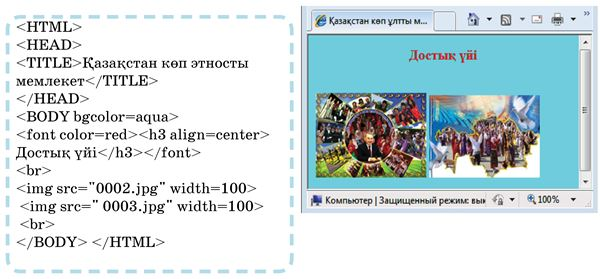 <HTML>
<HEAD>
<TITLE>Қазақстан көп этносты
мемлекет</TITLE>
</HEAD>
<BODY bgcolor=aqua>
<font color=red><h3 align=center>
Достық үйі</h3></font>
<br>
<img src="0002.jpg" width=100>
<img src=" 0003.jpg" width=100>
<br>
</BODY> </HTML>
Қазақстан көп ұлтты м...
Достық үйі
Компьютер | Защищенный режим: вык
100%